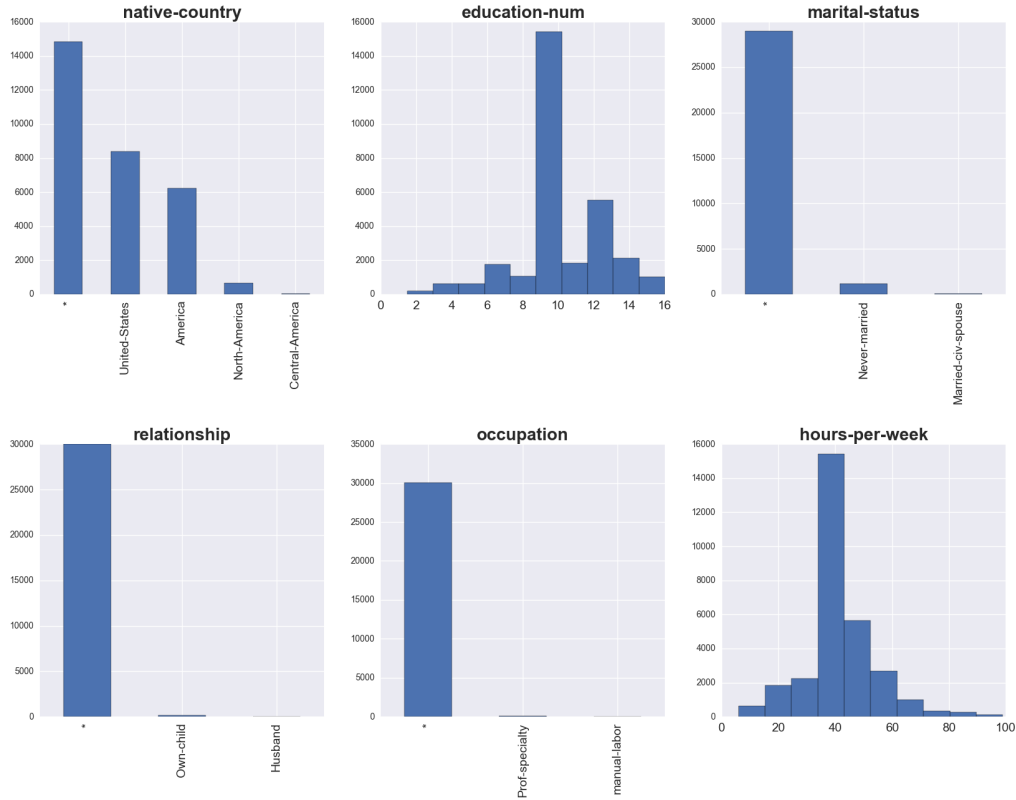 native-country
16000
14000
12000
10000
8000
6000
4000
2000
0
*
United-States
America
North-America
Central-America
education-num
16000
14000
12000
10000
8000
6000
4000
2000
0
0 2 4 6 8 10 12 14 16
marital-status
30000
25000
20000
15000
10000
5000
0
*
Never-married
Married-civ-spouse
relationship
30000
25000
20000
15000
10000
5000
0
*
Own-child
Husband
occupation
35000
30000
25000
20000
15000
10000
5000
0
*
Prof-specialty
manual-labor
hours-per-week
16000
14000
12000
10000
8000
6000
4000
2000
0
0 20 40 60 80 100